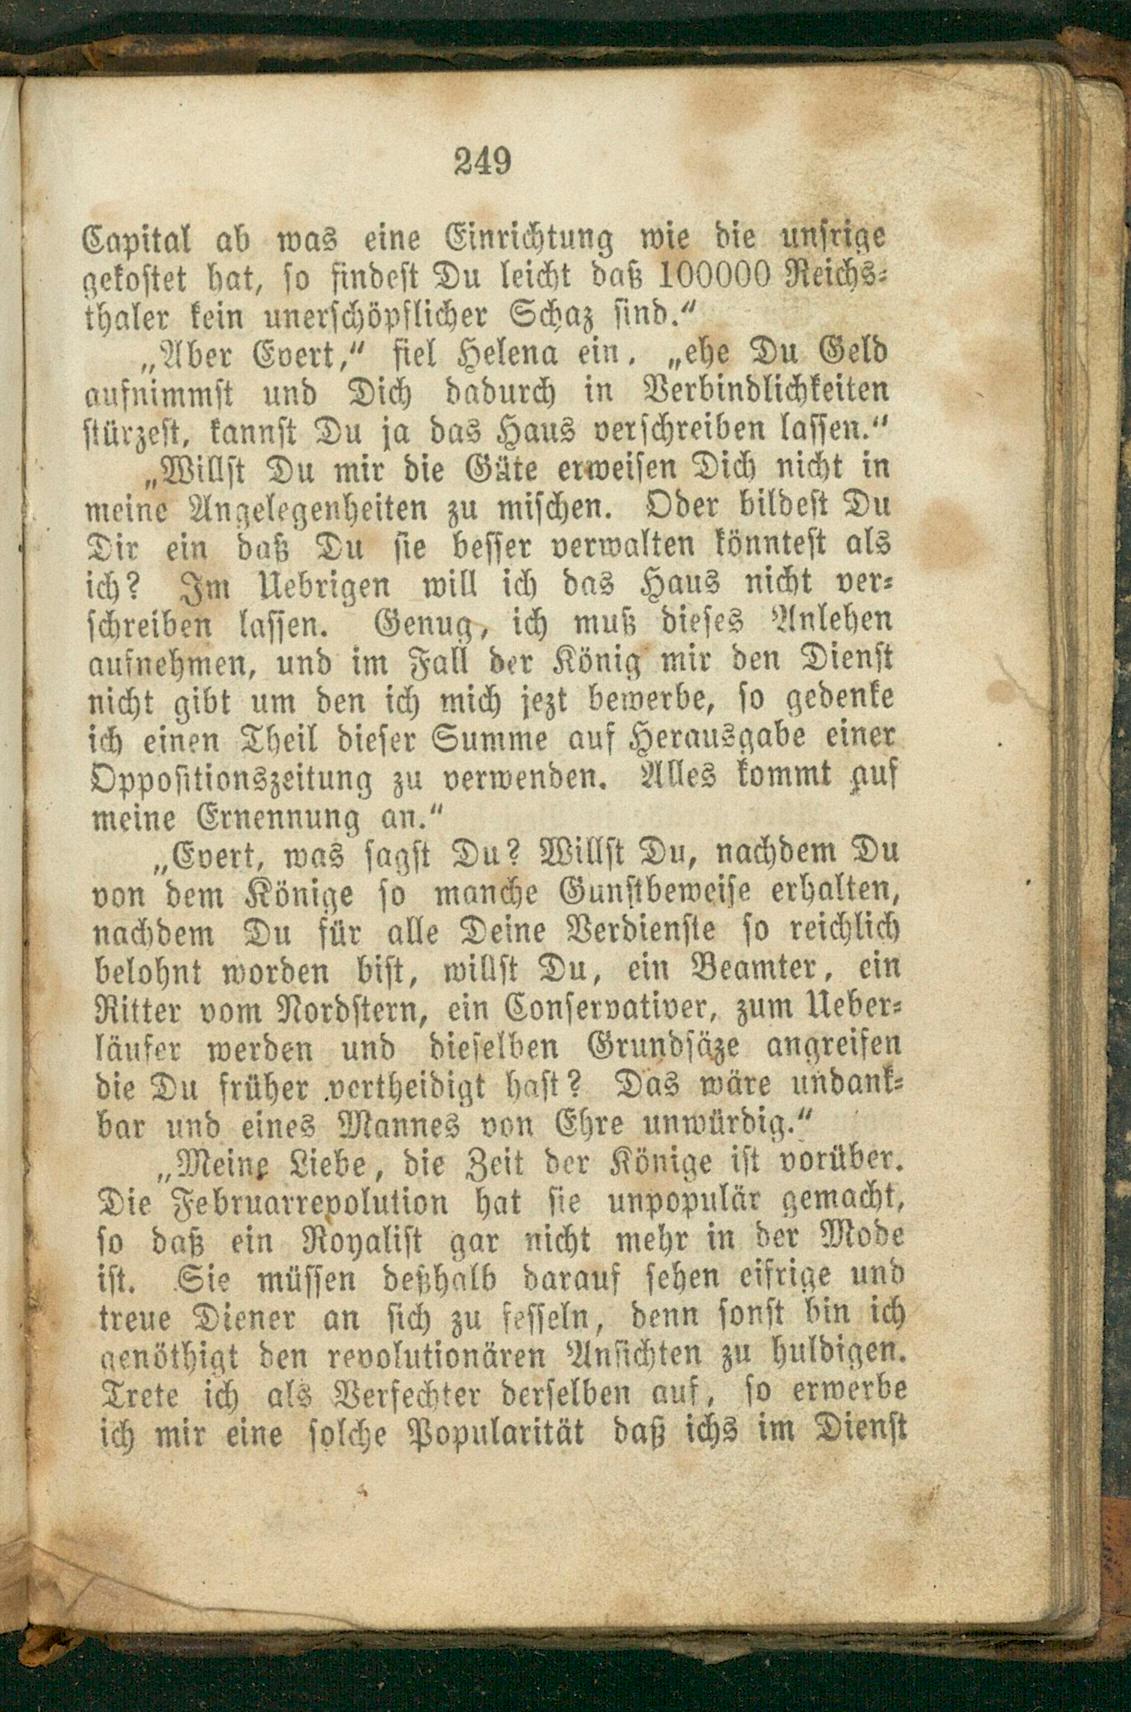 249
Capital ab was eine Einrichtung wie die unsrige
gekostet hat, so findest Du leicht daß 100000 Reichs-
thaler kein unerschöpflicher Schaz sind.“
„Aber Evert,“ fiel Helena ein, „ehe Du Geld
aufnimmst und Dich dadurch in Verbindlichkeiten
stürzest, kannst Du ja das Haus verschreiben lassen.“
„Willst Du mir die Güte erweisen Dich nicht in
meine Angelegenheiten zu mischen. Oder bildest Du
Dir ein daß Du sie besser verwalten könntest als
ich? Im Uebrigen will ich das Haus nicht ver-
schreiben lassen. Genug, ich muß dieses Anlehen
aufnehmen, und im Fall der König mir den Dienst
nicht gibt um den ich mich jezt bewerbe, so gedenke
ich einen Theil dieser Summe auf Herausgabe einer
Oppositionszeitung zu verwenden. Alles kommt auf
meine Ernennung an.“
„Evert, was sagst Du? Willst Du, nachdem Du
von dem Könige so manche Gunstbeweise erhalten,
nachdem Du für alle Deine Verdienste so reichlich
belohnt worden bist, willst Du, ein Beamter, ein
Ritter vom Nordstern, ein Conservativer, zum Ueber-
läufer werden und dieselben Grundsäze angreifen
die Du früher vertheidigt hast? Das wäre undank-
bar und eines Mannes von Ehre unwürdig.“
„Meine Liebe, die Zeit der Könige ist vorüber.
Die Februarrevolution hat sie unpopulär gemacht,
so daß ein Royalist gar nicht mehr in der Mode
ist. Sie müssen deßhalb darauf sehen eifrige und
treue Diener an sich zu fesseln, denn sonst bin ich
genöthigt den revolutionären Ansichten zu huldigen.
Trete ich als Verfechter derselben auf, so erwerbe
ich mir eine solche Popularität daß ichs im Dienst